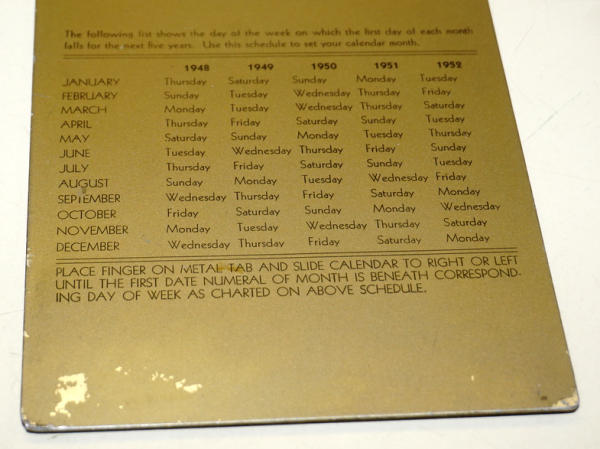 The following list shows the day of the week on which the first day of each month
falls for the next five years. Use this schedule to set your calendar month.
1948 1949 1950 1951 1952
JANUARY Thursday Saturday Sunday Monday Tuesday
FEBRUARY Sunday Tuesday Wednesday Thursday Friday
MARCH Monday Tuesday Wednesday Thursday Saturday
APRIL Thursday Friday Saturday Sunday Tuesday
MAY Saturday Sunday Monday Tuesday Thursday
JUNE Tuesday Wednesday Thursday Friday Sunday
JULY Thursday Friday Saturday Sunday Tuesday
AUGUST Sunday Monday Tuesday Wednesday Friday
SEPTEMBER Wednesday Thursday Friday Saturday Monday
OCTOBER Friday Saturday Sunday Monday Wednesday
NOVEMBER Monday Tuesday Wednesday Thursday Saturday
DECEMBER Wednesday Thursday Friday Saturday Monday
PLACE FINGER ON METAL TAB AND SLIDE CALENDAR TO RIGHT OR LEFT
UNTIL THE FIRST DATE NUMERAL OF MONTH IS BENEATH CORRESPOND-
ING DAY OF WEEK AS CHARTED ON ABOVE SCHEDULE.